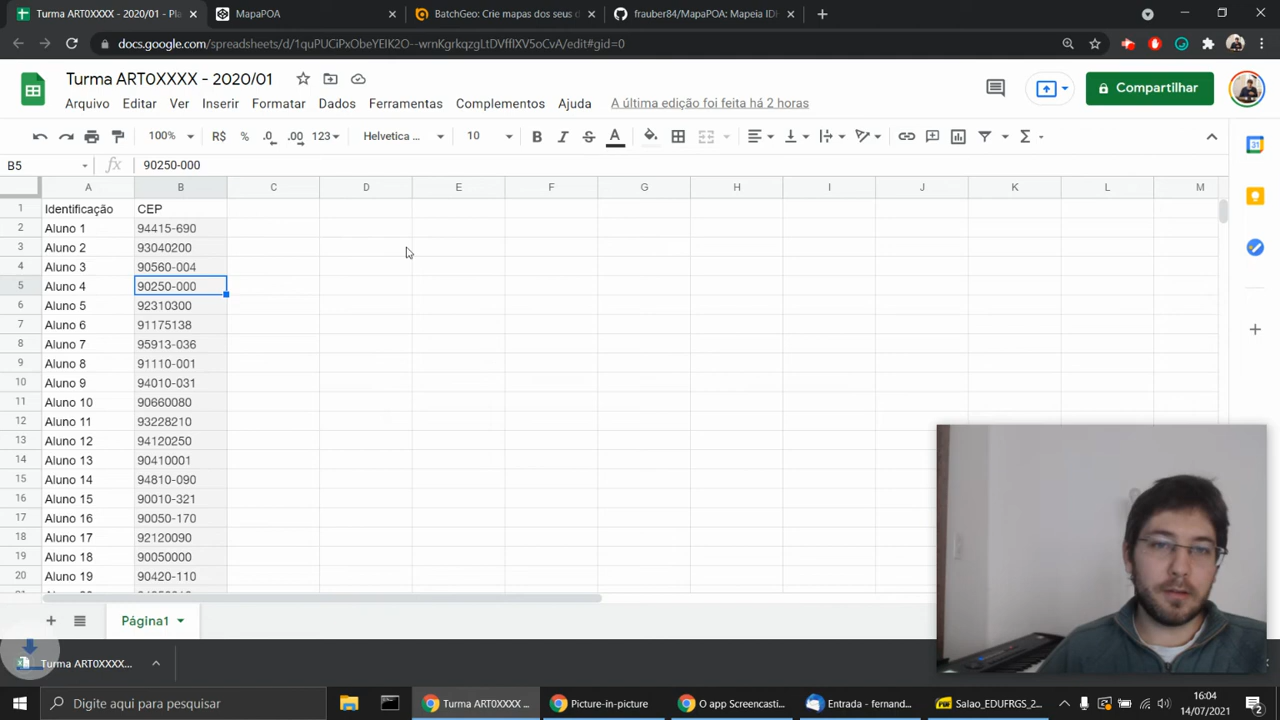 Turma ART0XXXX - 2020/01 - Pla
MapaPOA
BatchGeo: Crie mapas dos seus d
frauber84/MapaPOA: Mapeia IDH
docs.google.com/spreadsheets/d/1quPUCiPxObeYEIK2O--wrnKgrkqzgLtDVffIXV5oCvA/edit#gid=0
Turma ART0XXXX - 2020/01
Arquivo Editar Ver Inserir Formatar Dados Ferramentas Complementos Ajuda A última edição foi feita há 2 horas
Compartilhar
100% R$ % .0 .00 123 Helvetica ... 10
B5 fx 90250-000
A B C D E F G H I J K L M
1 Identificação CEP
2 Aluno 1 94415-690
3 Aluno 2 93040200
4 Aluno 3 90560-004
5 Aluno 4 90250-000
6 Aluno 5 92310300
7 Aluno 6 91175138
8 Aluno 7 95913-036
9 Aluno 8 91110-001
10 Aluno 9 94010-031
11 Aluno 10 90660080
12 Aluno 11 93228210
13 Aluno 12 94120250
14 Aluno 13 90410001
15 Aluno 14 94810-090
16 Aluno 15 90010-321
17 Aluno 16 90050-170
18 Aluno 17 92120090
19 Aluno 18 90050000
20 Aluno 19 90420-110
Página1
Turma ART0XXXX...
Digite aqui para pesquisar
Turma ART0XXXX ...
Picture-in-picture
O app Screencasti...
Entrada - fernand...
Salao_EDUFRGS_2...
16:04
14/07/2021
2